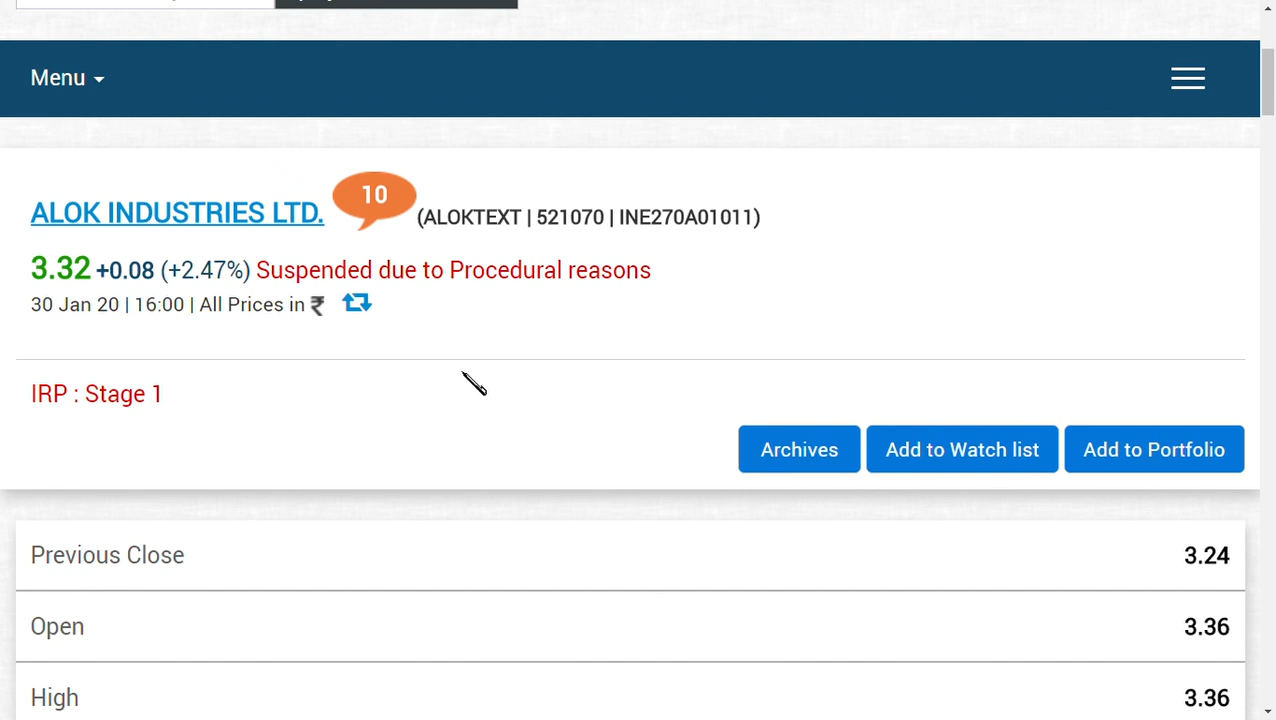 Menu
ALOK INDUSTRIES LTD. 10 (ALOKTEXT | 521070 | INE270A01011)
3.32 +0.08 (+2.47%) Suspended due to Procedural reasons
30 Jan 20 | 16:00 | All Prices in ₹
IRP : Stage 1
Archives Add to Watch list Add to Portfolio
Previous Close 3.24
Open 3.36
High 3.36